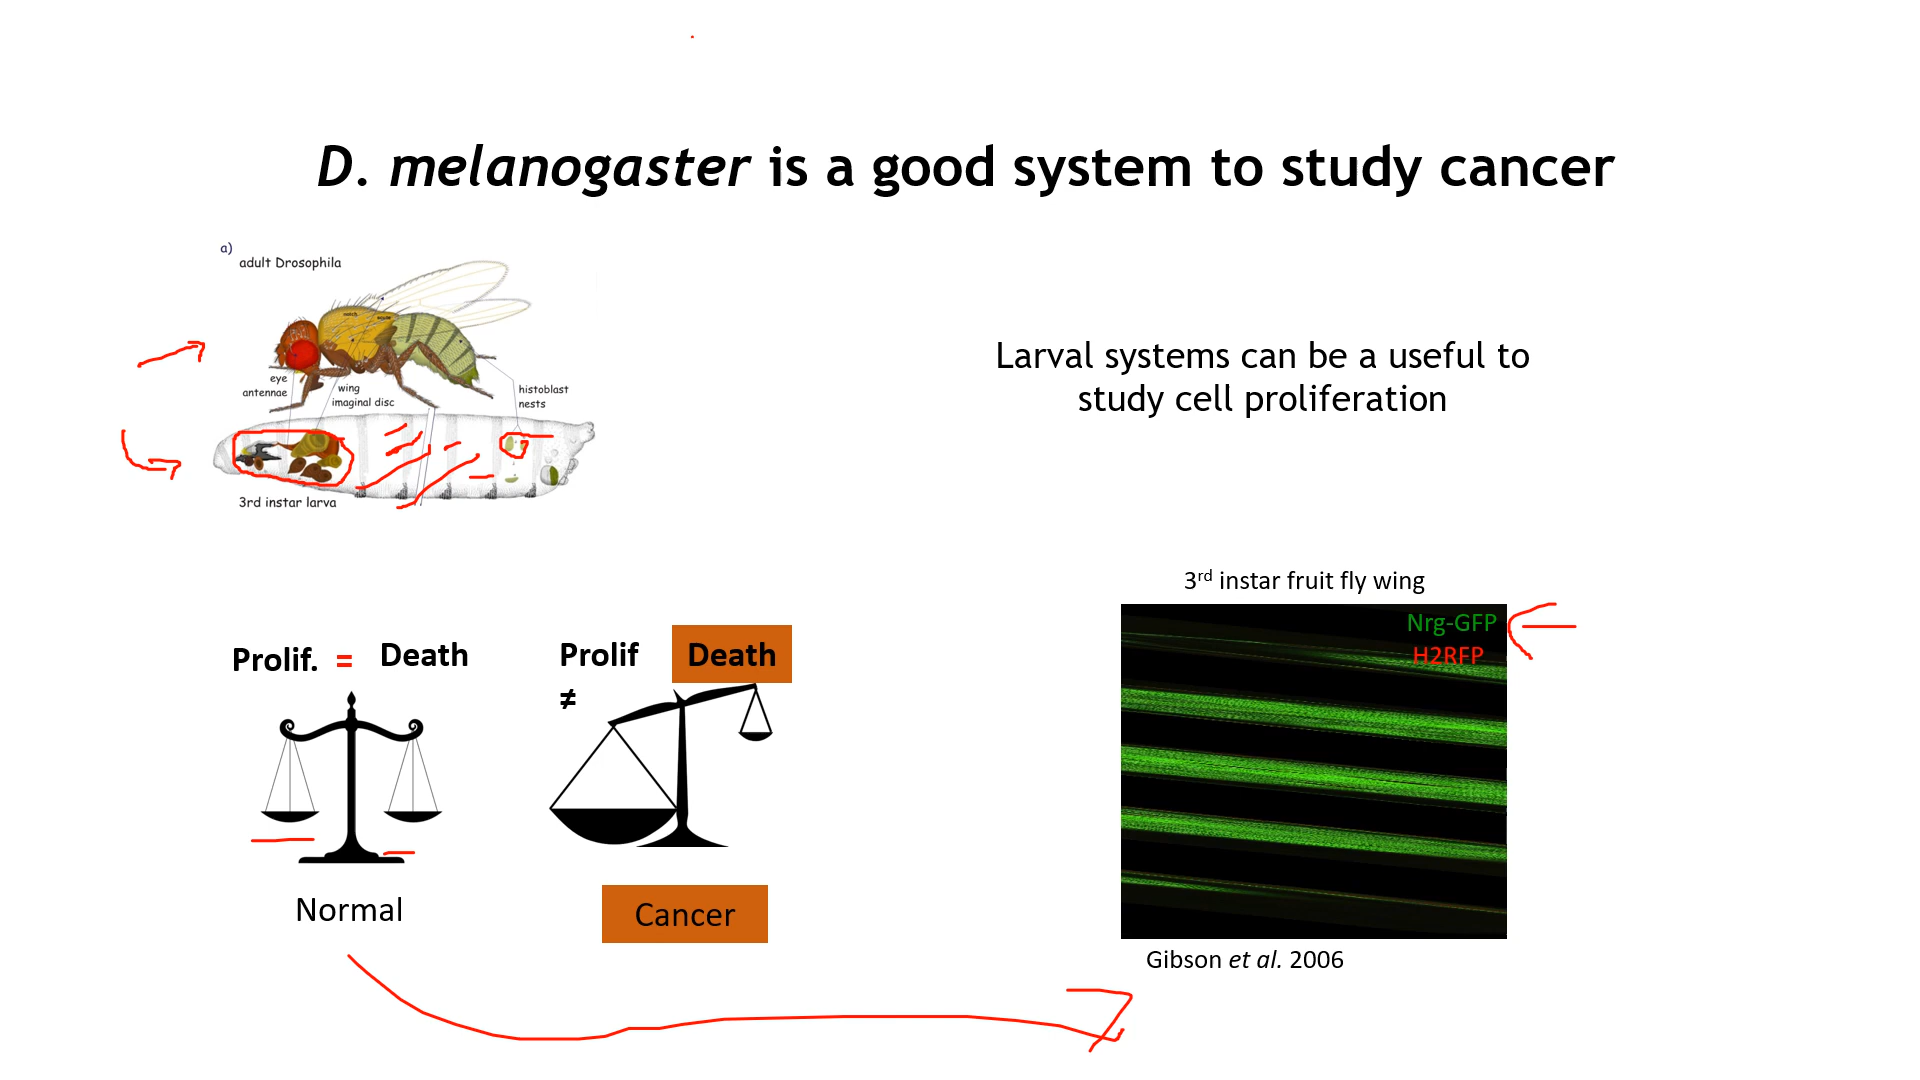 D. melanogaster is a good system to study cancer
a)
adult Drosophila
eye
antennae
wing
imaginal disc
histoblast
nests
3rd instar larva
Larval systems can be a useful to
study cell proliferation
Prolif. = Death
Normal
Prolif
≠
Death
Cancer
3rd instar fruit fly wing
Nrg-GFP
H2RFP
Gibson et al. 2006